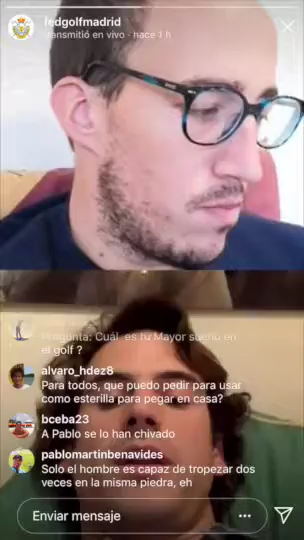 fedgolfmadrid
Transmitió en vivo · hace 1 h
Pregunta: Cuál es tu Mayor sueño en
el golf ?
alvaro_hdez8
Para todos, que puedo pedir para usar
como esterilla para pegar en casa?
bceba23
A Pablo se lo han chivado
pablomartinbenavides
Solo el hombre es capaz de tropezar dos
veces en la misma piedra, eh
Enviar mensaje